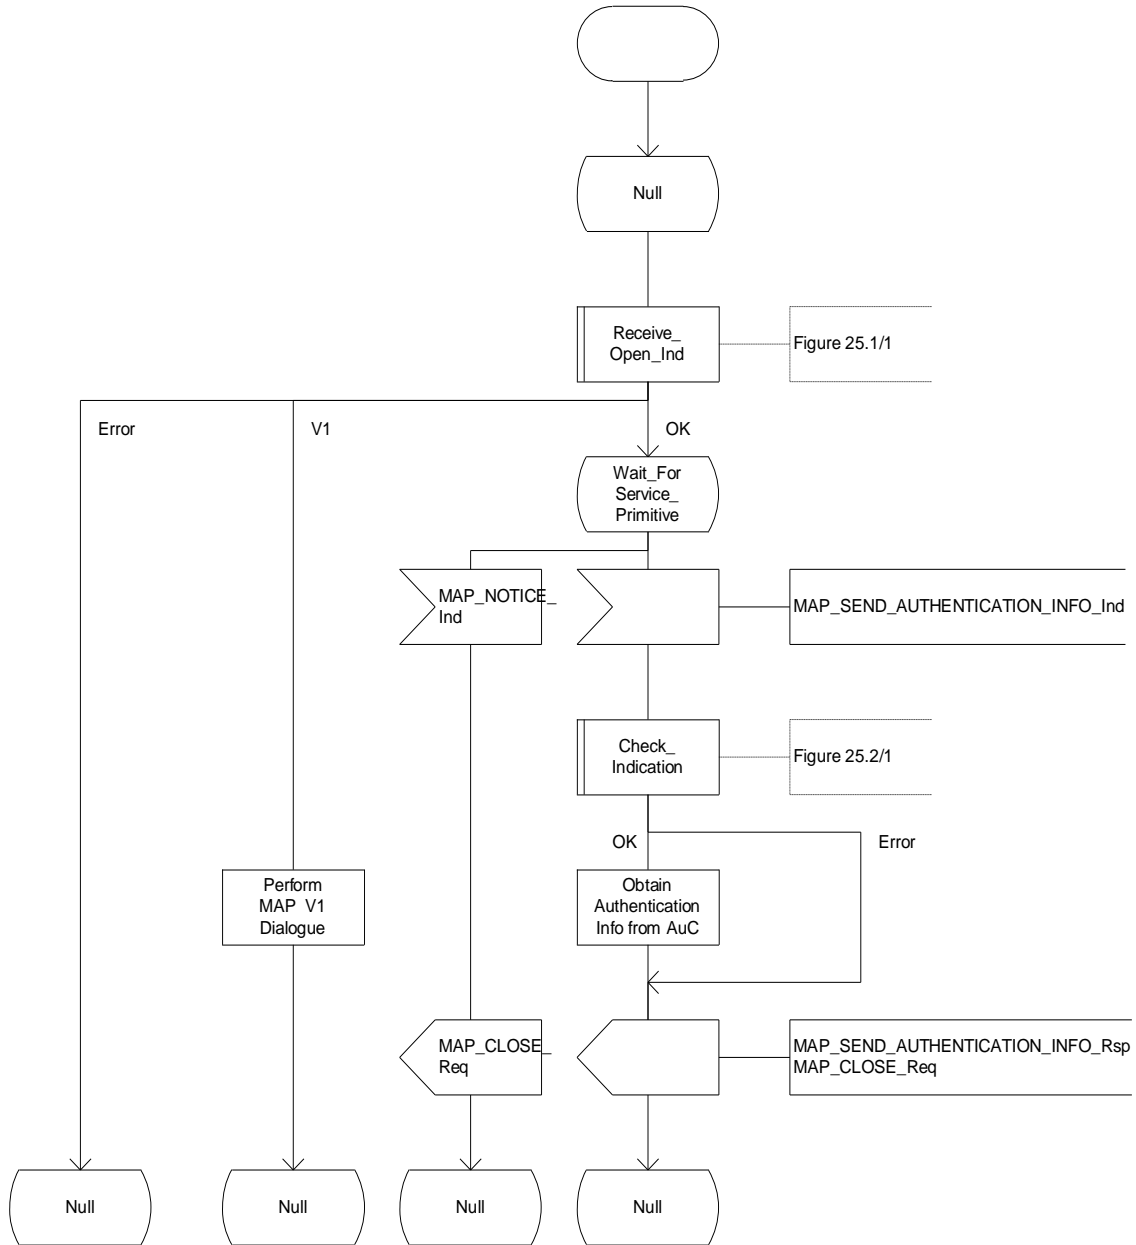 Null
Receive_
Open_Ind
Figure 25.1/1
Error
V1
OK
Wait_For
Service_
Primitive
MAP_NOTICE_
Ind
MAP_SEND_AUTHENTICATION_INFO_Ind
Check_
Indication
Figure 25.2/1
OK
Error
Perform
MAP V1
Dialogue
Obtain
Authentication
Info from AuC
MAP_CLOSE_
Req
MAP_SEND_AUTHENTICATION_INFO_Rsp
MAP_CLOSE_Req
Null
Null
Null
Null